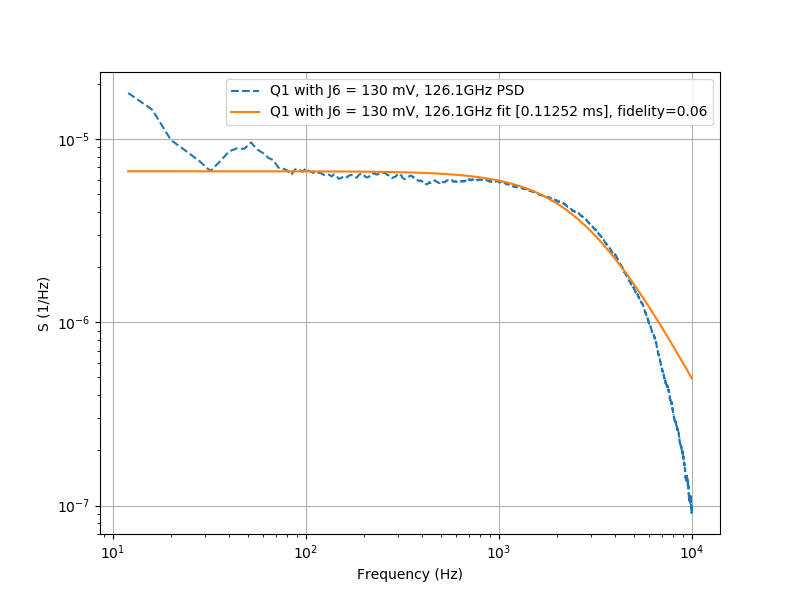 Q1 with J6 = 130 mV, 126.1GHz PSD
Q1 with J6 = 130 mV, 126.1GHz fit [0.11252 ms], fidelity=0.06
10⁻⁵
10⁻⁶
10⁻⁷
S (1/Hz)
10¹ 10² 10³ 10⁴
Frequency (Hz)